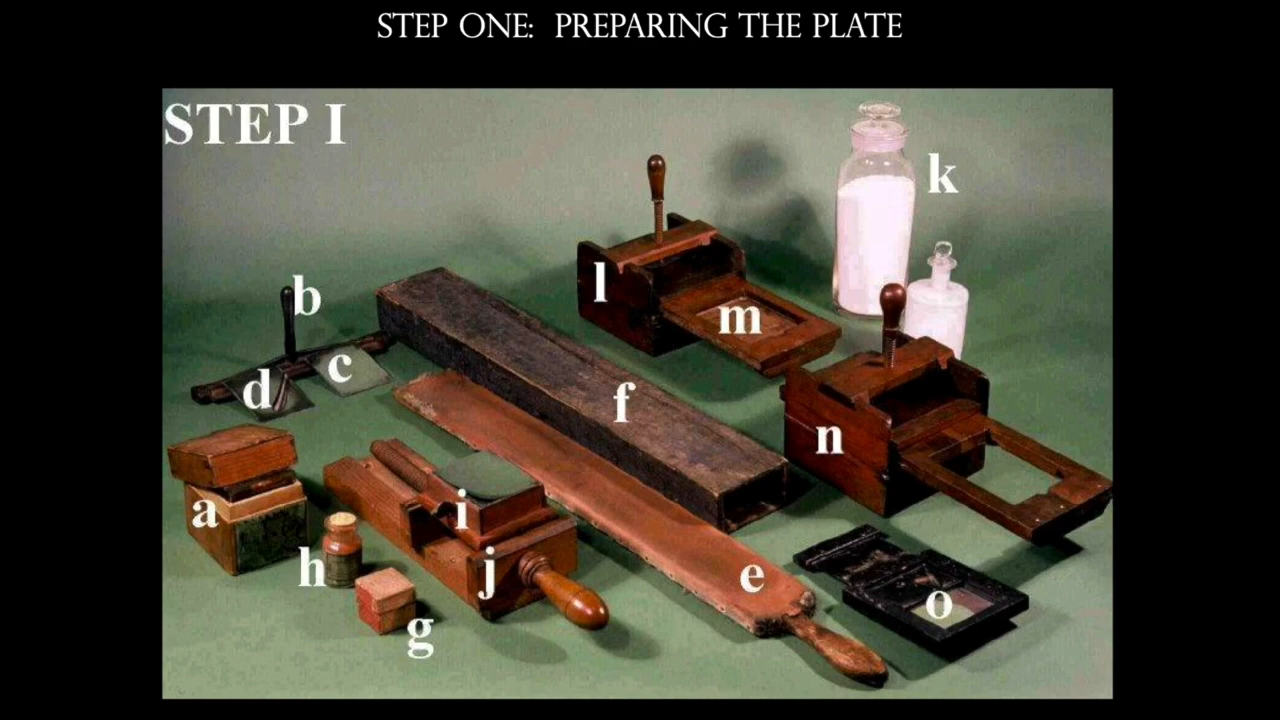 STEP ONE: PREPARING THE PLATE
STEP I
k
l
b
m
c
d
f
n
a
i
h
j
e
o
g